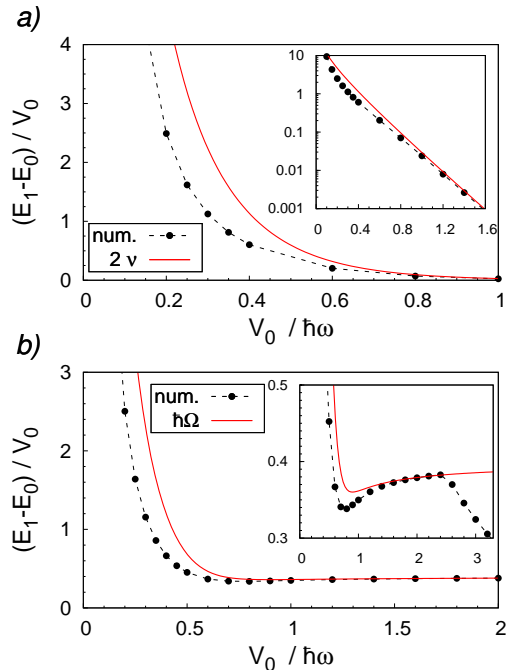 a)
(E1-E0) / V0
4
3
2
1
0
num.
2 ν
10
1
0.1
0.01
0.001
0 0.4 0.8 1.2 1.6
0 0.2 0.4 0.6 0.8 1
V0 / ħω
b)
(E1-E0) / V0
3
2
1
0
num.
ħΩ
0.5
0.4
0.3
0 1 2 3
0 0.5 1 1.5 2
V0 / ħω